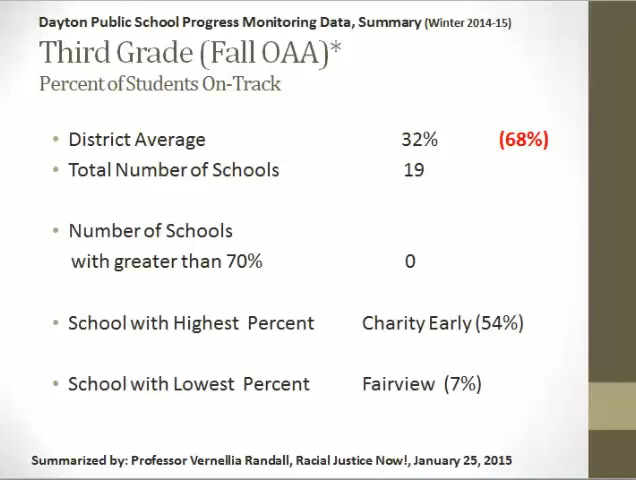 Dayton Public School Progress Monitoring Data, Summary (Winter 2014-15)
Third Grade (Fall OAA)*
Percent of Students On-Track
• District Average 32% (68%)
• Total Number of Schools 19
• Number of Schools
with greater than 70% 0
• School with Highest Percent Charity Early (54%)
• School with Lowest Percent Fairview (7%)
Summarized by: Professor Vernellia Randall, Racial Justice Now!, January 25, 2015